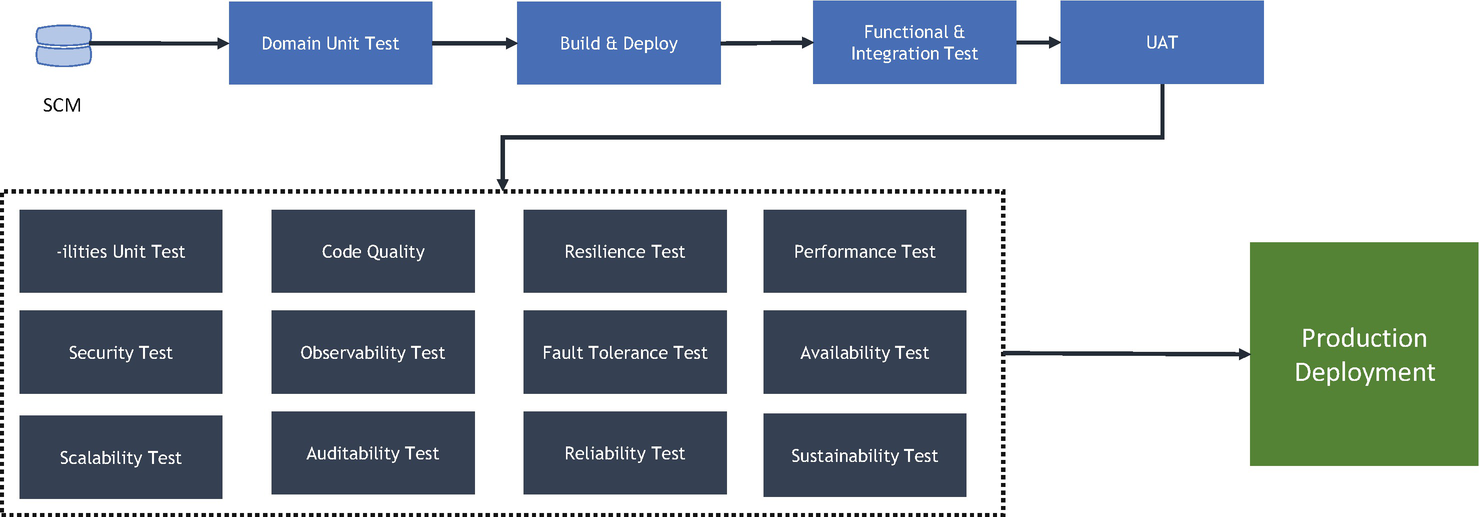 Domain Unit Test
Build & Deploy
Functional &
Integration Test
UAT
SCM
-ilities Unit Test
Code Quality
Resilience Test
Performance Test
Security Test
Observability Test
Fault Tolerance Test
Availability Test
Scalability Test
Auditability Test
Reliability Test
Sustainability Test
Production
Deployment